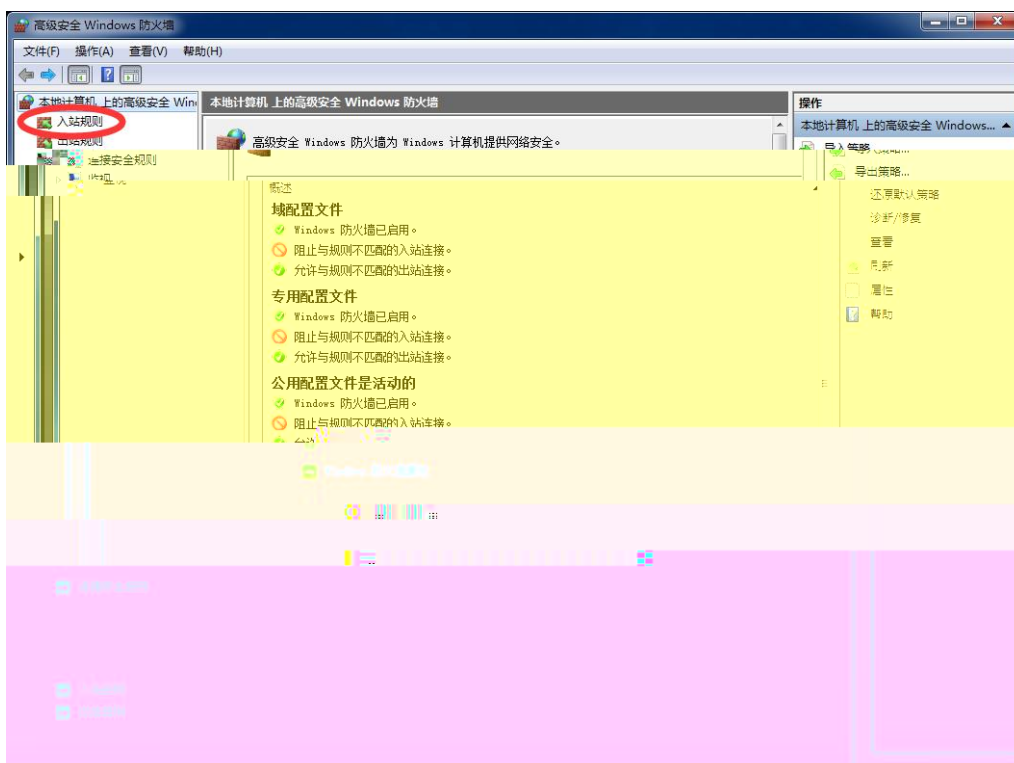 高级安全 Windows 防火墙
文件(F) 操作(A) 查看(V) 帮助(H)
本地计算机 上的高级安全 Win
入站规则
出站规则
连接安全规则
监视
本地计算机 上的高级安全 Windows 防火墙
高级安全 Windows 防火墙为 Windows 计算机提供网络安全。
概述
域配置文件
Windows 防火墙已启用。
阻止与规则不匹配的入站连接。
允许与规则不匹配的出站连接。
专用配置文件
Windows 防火墙已启用。
阻止与规则不匹配的入站连接。
允许与规则不匹配的出站连接。
公用配置文件是活动的
Windows 防火墙已启用。
阻止与规则不匹配的入站连接。
操作
本地计算机 上的高级安全 Windows...
导入策略...
导出策略...
还原默认策略
诊断/修复
查看
刷新
属性
帮助